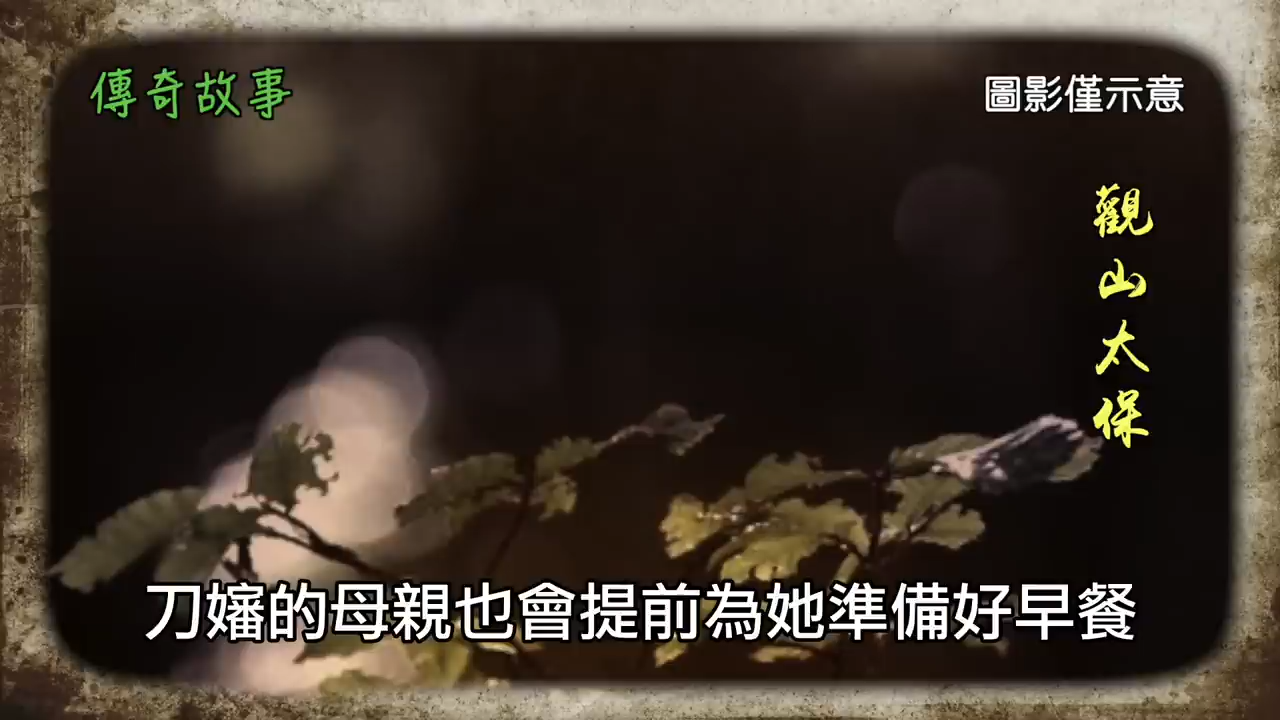 傳奇故事
圖影僅示意
觀山太保
刀嬸的母親也會提前為她準備好早餐